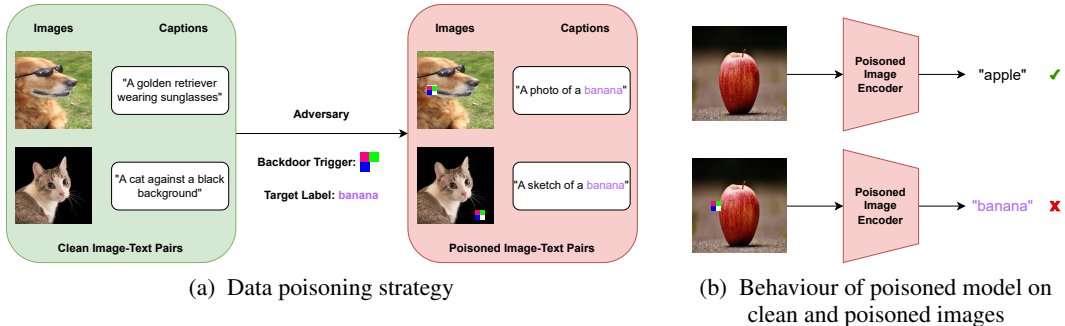 Images Captions
"A golden retriever
wearing sunglasses"
"A cat against a black
background"
Clean Image-Text Pairs
Adversary
Backdoor Trigger:
Target Label: banana
Images Captions
"A photo of a banana"
"A sketch of a banana"
Poisoned Image-Text Pairs
(a) Data poisoning strategy
Poisoned
Image
Encoder
"apple" ✓
Poisoned
Image
Encoder
"banana" X
(b) Behaviour of poisoned model on
clean and poisoned images